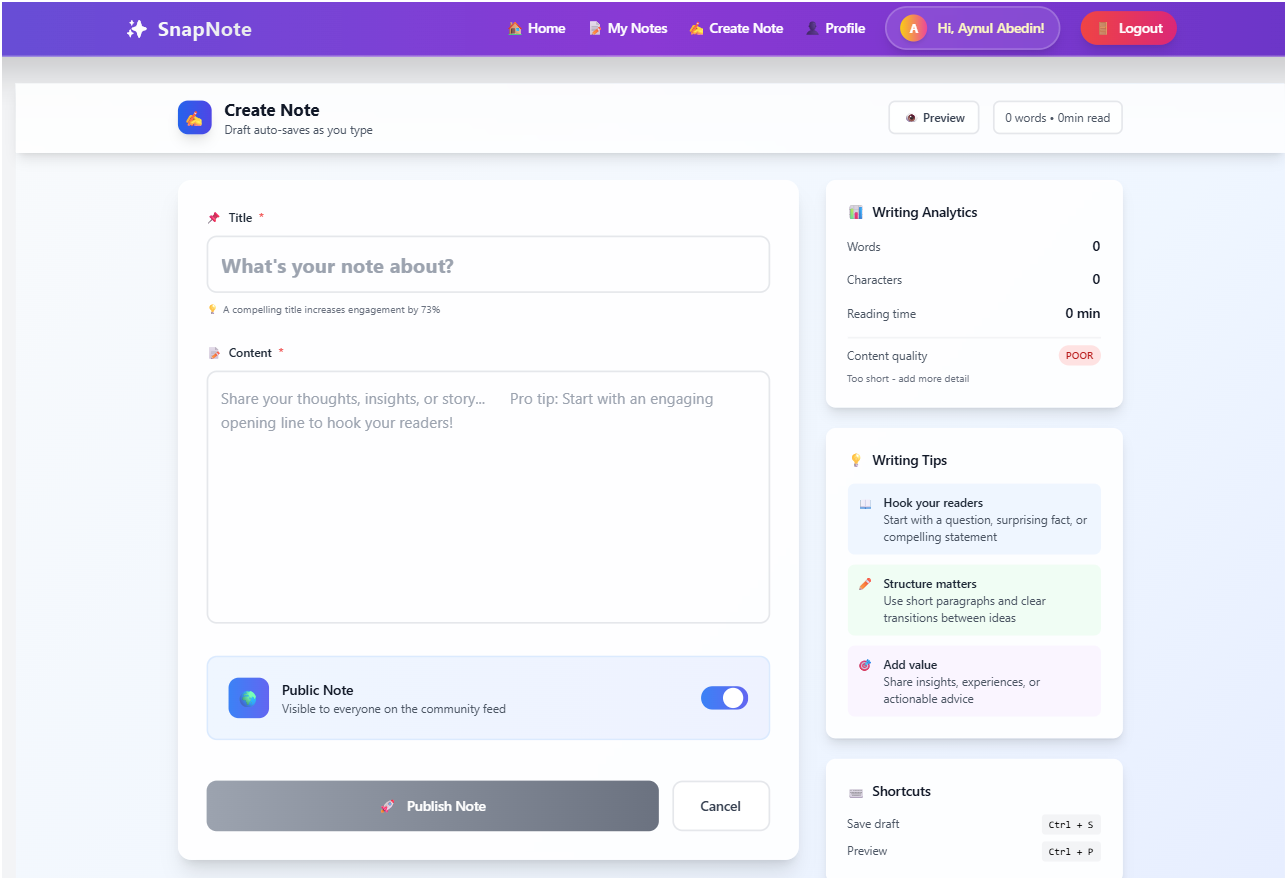 SnapNote
Home
My Notes
Create Note
Profile
A
Hi, Aynul Abedin!
Logout
Create Note
Draft auto-saves as you type
Preview
0 words • 0min read
Title *
What's your note about?
A compelling title increases engagement by 73%
Content *
Share your thoughts, insights, or story... Pro tip: Start with an engaging
opening line to hook your readers!
Public Note
Visible to everyone on the community feed
Publish Note
Cancel
Writing Analytics
Words 0
Characters 0
Reading time 0 min
Content quality POOR
Too short - add more detail
Writing Tips
Hook your readers
Start with a question, surprising fact, or
compelling statement
Structure matters
Use short paragraphs and clear
transitions between ideas
Add value
Share insights, experiences, or
actionable advice
Shortcuts
Save draft Ctrl + S
Preview Ctrl + P